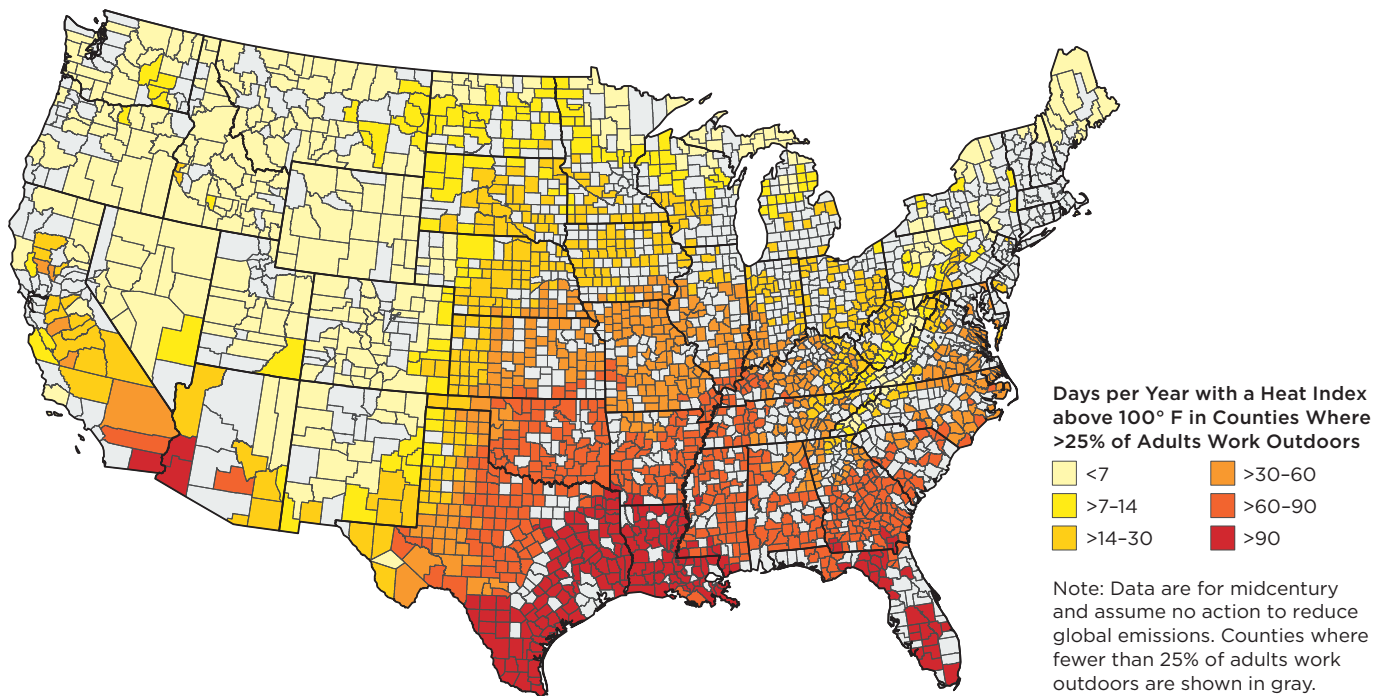 Days per Year with a Heat Index
above 100° F in Counties Where
>25% of Adults Work Outdoors
<7
>7–14
>14–30
>30–60
>60–90
>90
Note: Data are for midcentury
and assume no action to reduce
global emissions. Counties where
fewer than 25% of adults work
outdoors are shown in gray.